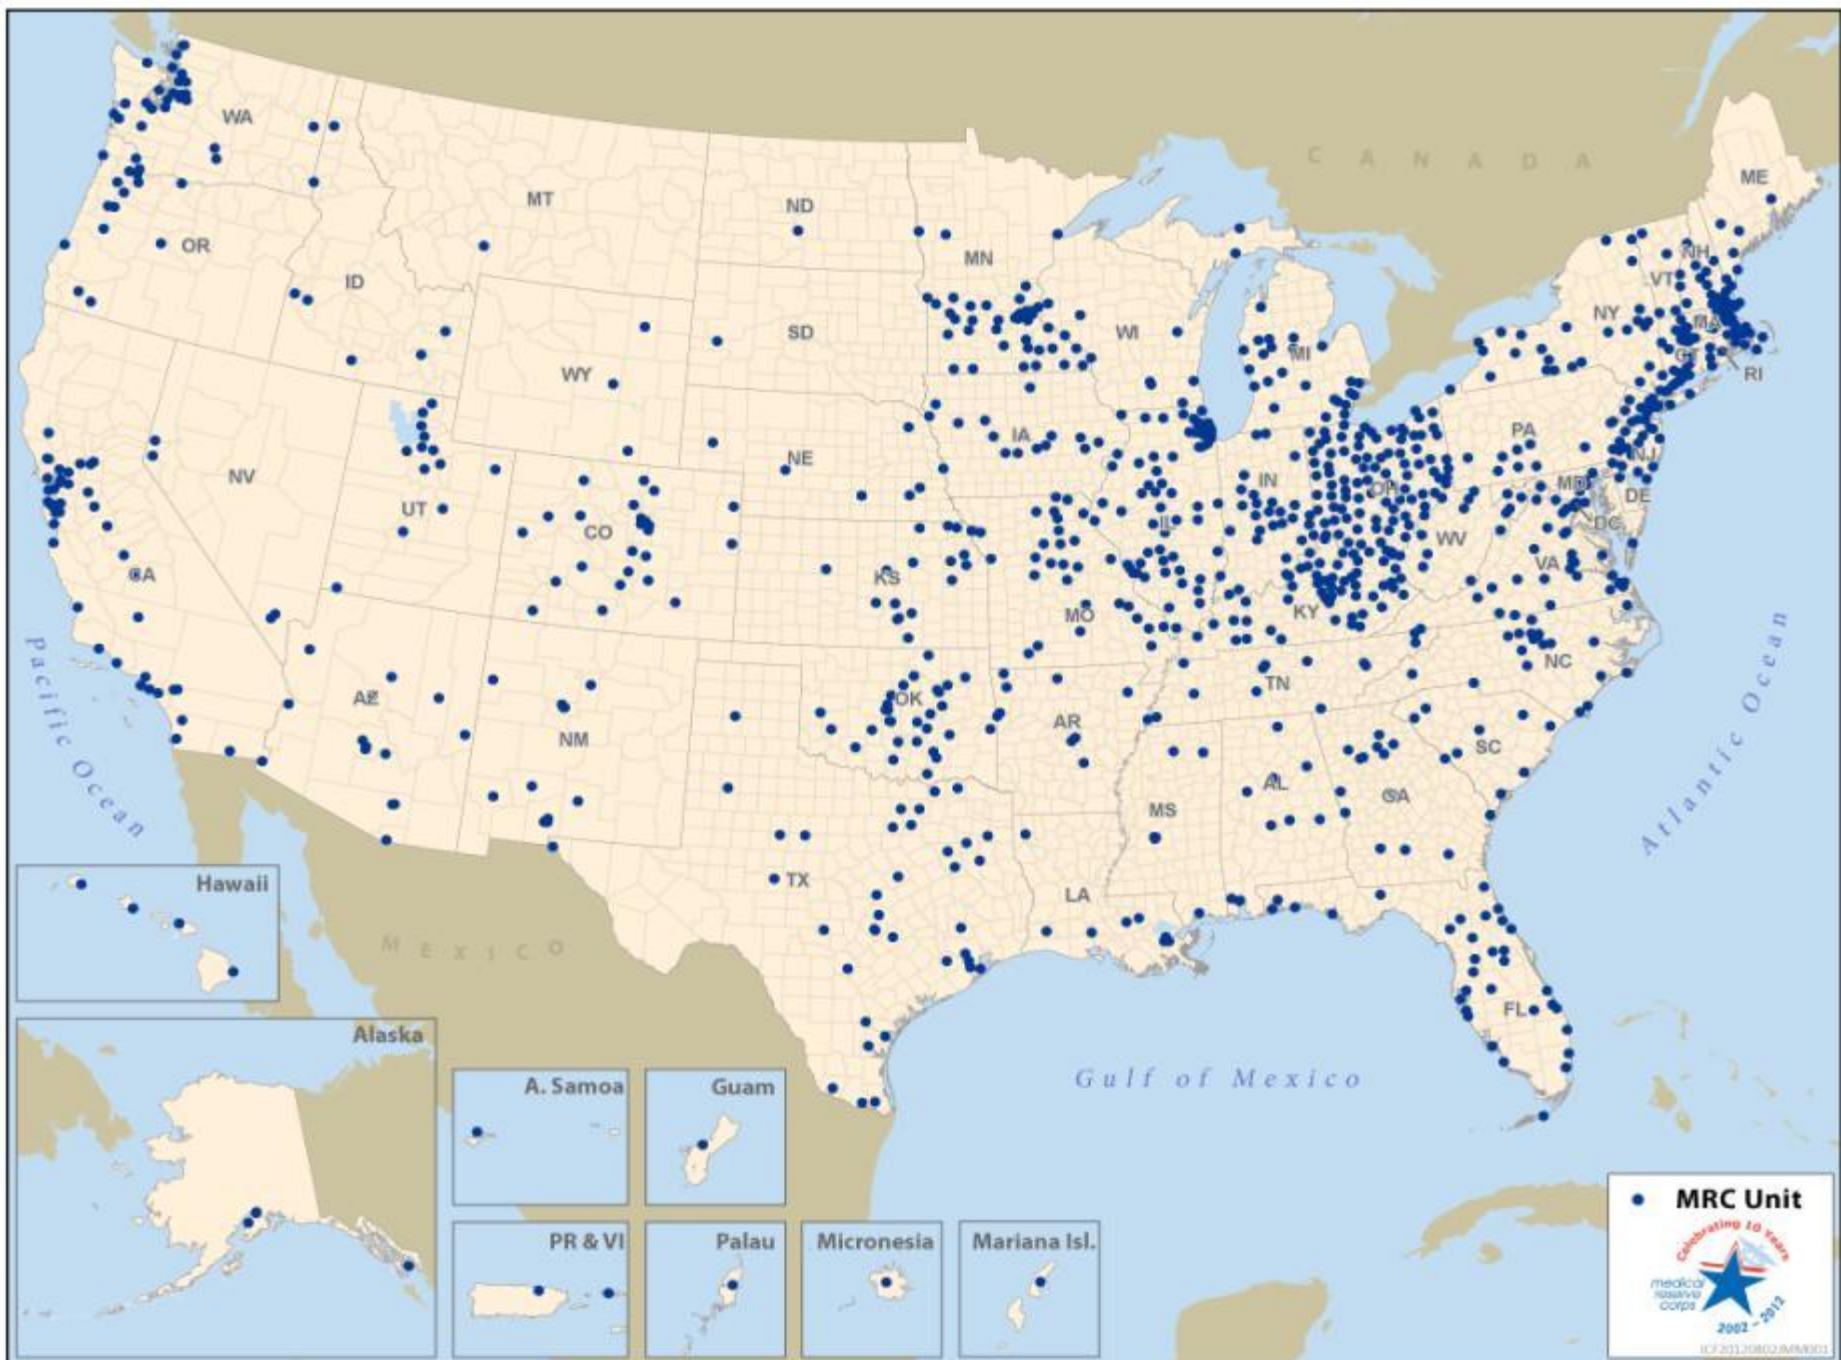 CANADA
WA
MT
ND
ME
OR
MN
NH
ID
VT
SD
WI
NY
MA
MI
WY
CT
RI
IA
PA
NE
NJ
NV
IN
OH
MD
DE
UT
CO
IL
DC
WV
VA
CA
KS
KY
MO
NC
AZ
OK
TN
NM
AR
SC
AL
GA
MS
TX
LA
FL
Pacific Ocean
Atlantic Ocean
MEXICO
Gulf of Mexico
Hawaii
Alaska
A. Samoa
Guam
PR & VI
Palau
Micronesia
Mariana Isl.
MRC Unit
Celebrating 10 Years
medical
reserve
corps
2002 - 2012
ICF20120802JMM001